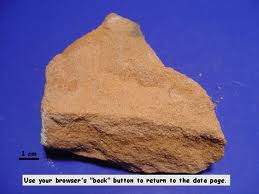 1 cm
Use your browser's "back" button to return to the data page.